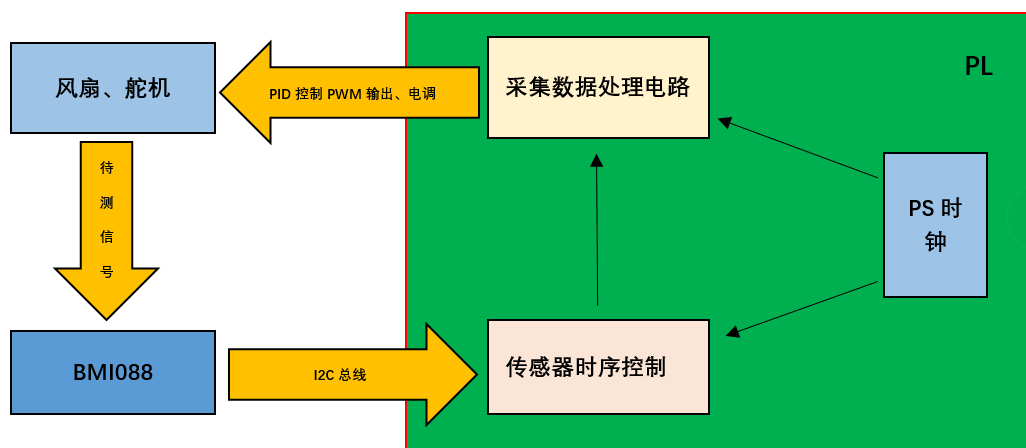 PL
风扇、舵机
PID 控制 PWM 输出、电调
采集数据处理电路
待
测
信
号
PS 时
钟
BMI088
I2C 总线
传感器时序控制